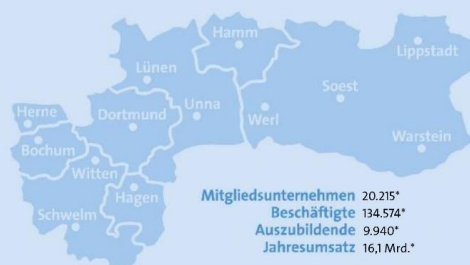 Hamm
Lippstadt
Lünen
Soest
Herne
Dortmund
Unna
Werl
Bochum
Warstein
Witten
Hagen
Schwelm
Mitgliedsunternehmen 20.215*
Beschäftigte 134.574*
Auszubildende 9.940*
Jahresumsatz 16,1 Mrd.*